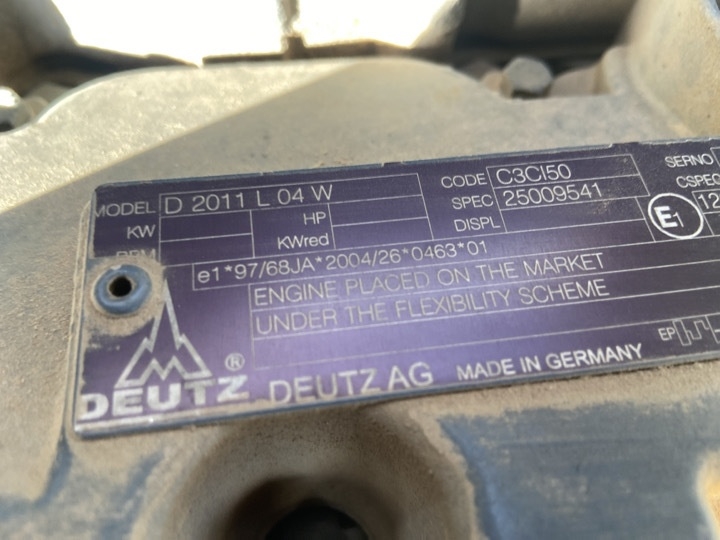 MODEL D 2011 L 04 W CODE C3CI50 SERNO
KW HP SPEC 25009541 CSPEC
KWred DISPL E1 12
e1*97/68JA*2004/26*0463*01
ENGINE PLACED ON THE MARKET
UNDER THE FLEXIBILITY SCHEME
EP
DEUTZ ® DEUTZ AG MADE IN GERMANY